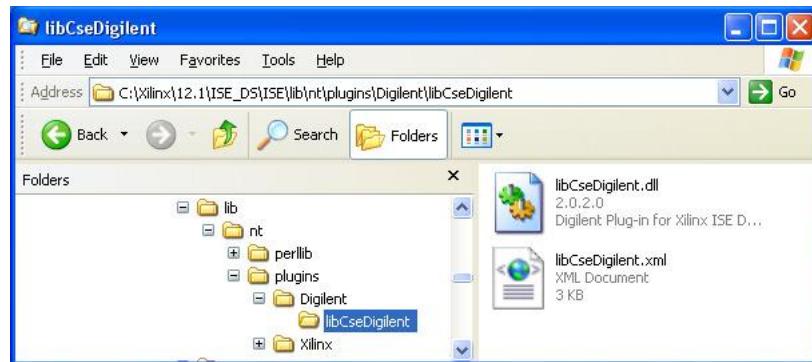 libCseDigilent
File Edit View Favorites Tools Help
Address C:\Xilinx\12.1\ISE_DS\ISE\lib\nt\plugins\Digilent\libCseDigilent Go
Back Search Folders
Folders
lib
nt
perllib
plugins
Digilent
libCseDigilent
Xilinx
libCseDigilent.dll
2.0.2.0
Digilent Plug-in for Xilinx ISE D...
libCseDigilent.xml
XML Document
3 KB